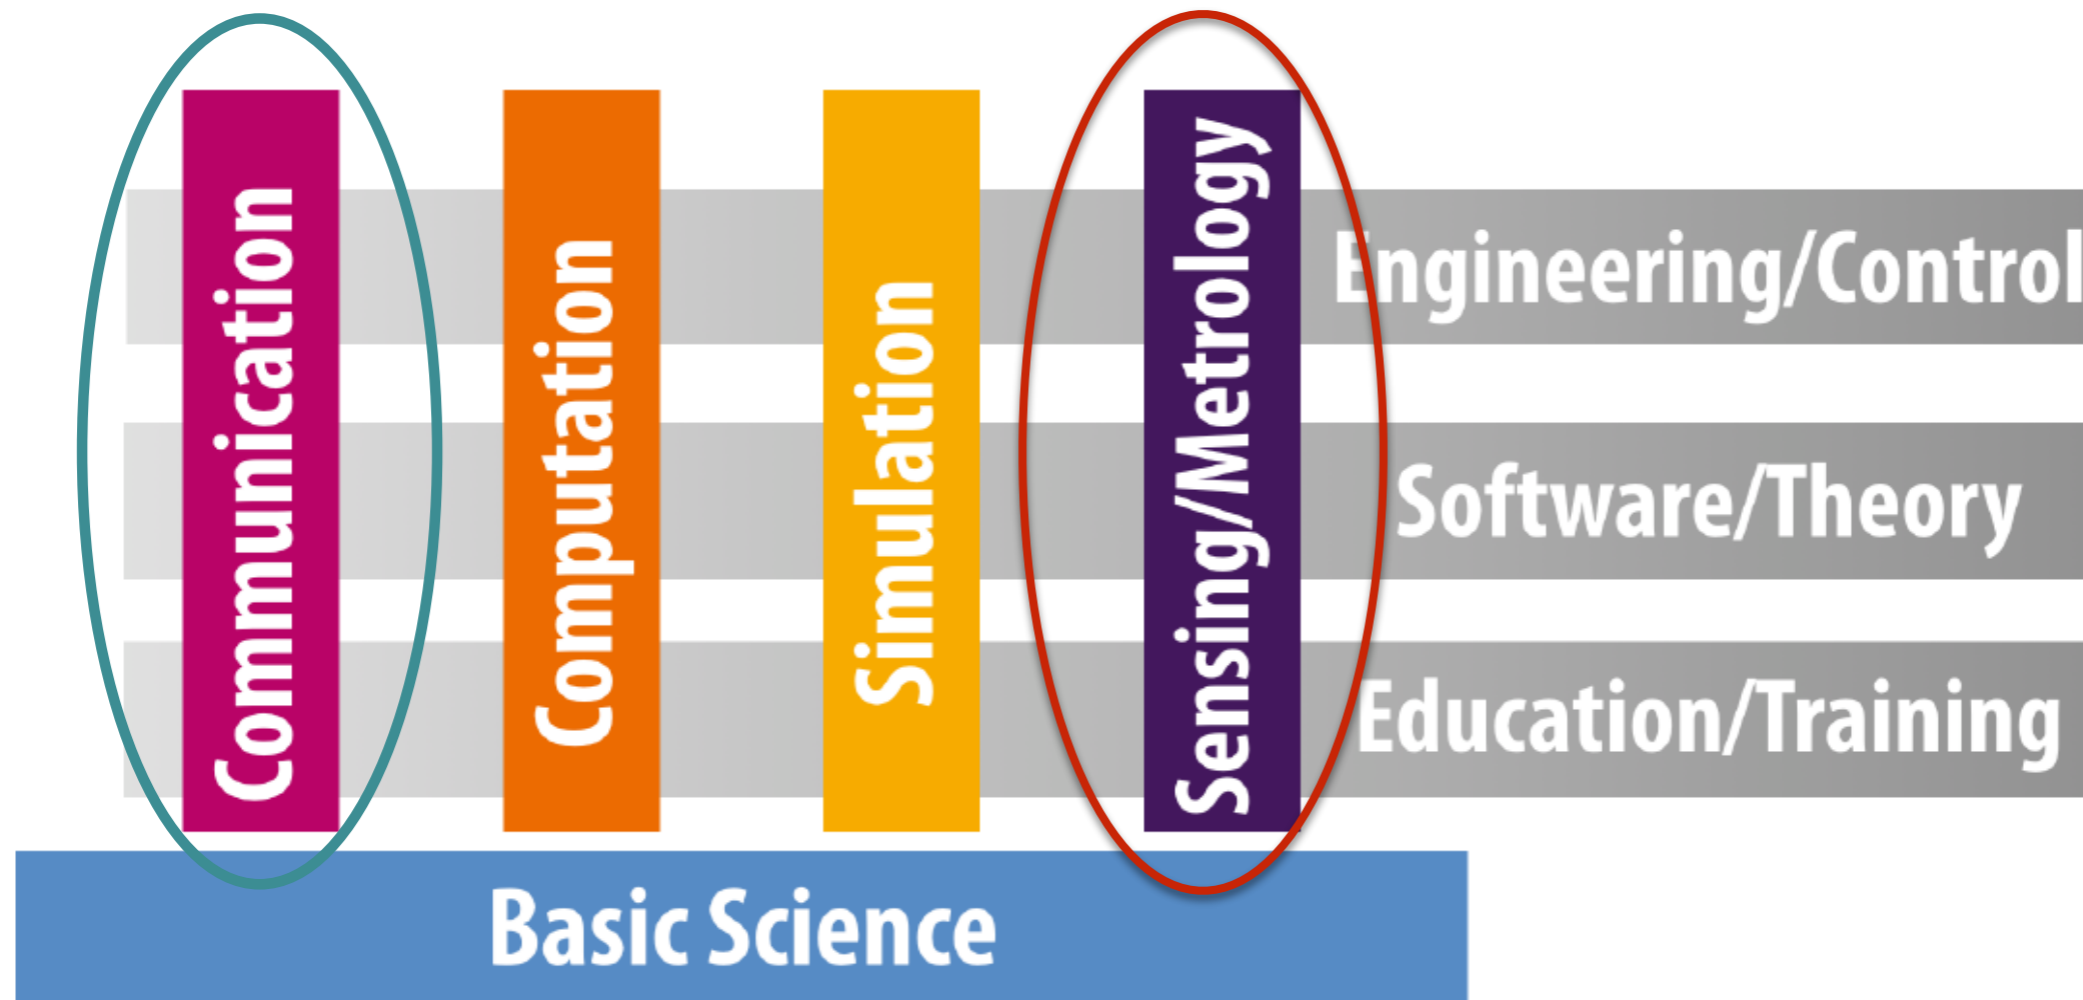 Communication
Computation
Simulation
Sensing/Metrology
Engineering/Control
Software/Theory
Education/Training
Basic Science